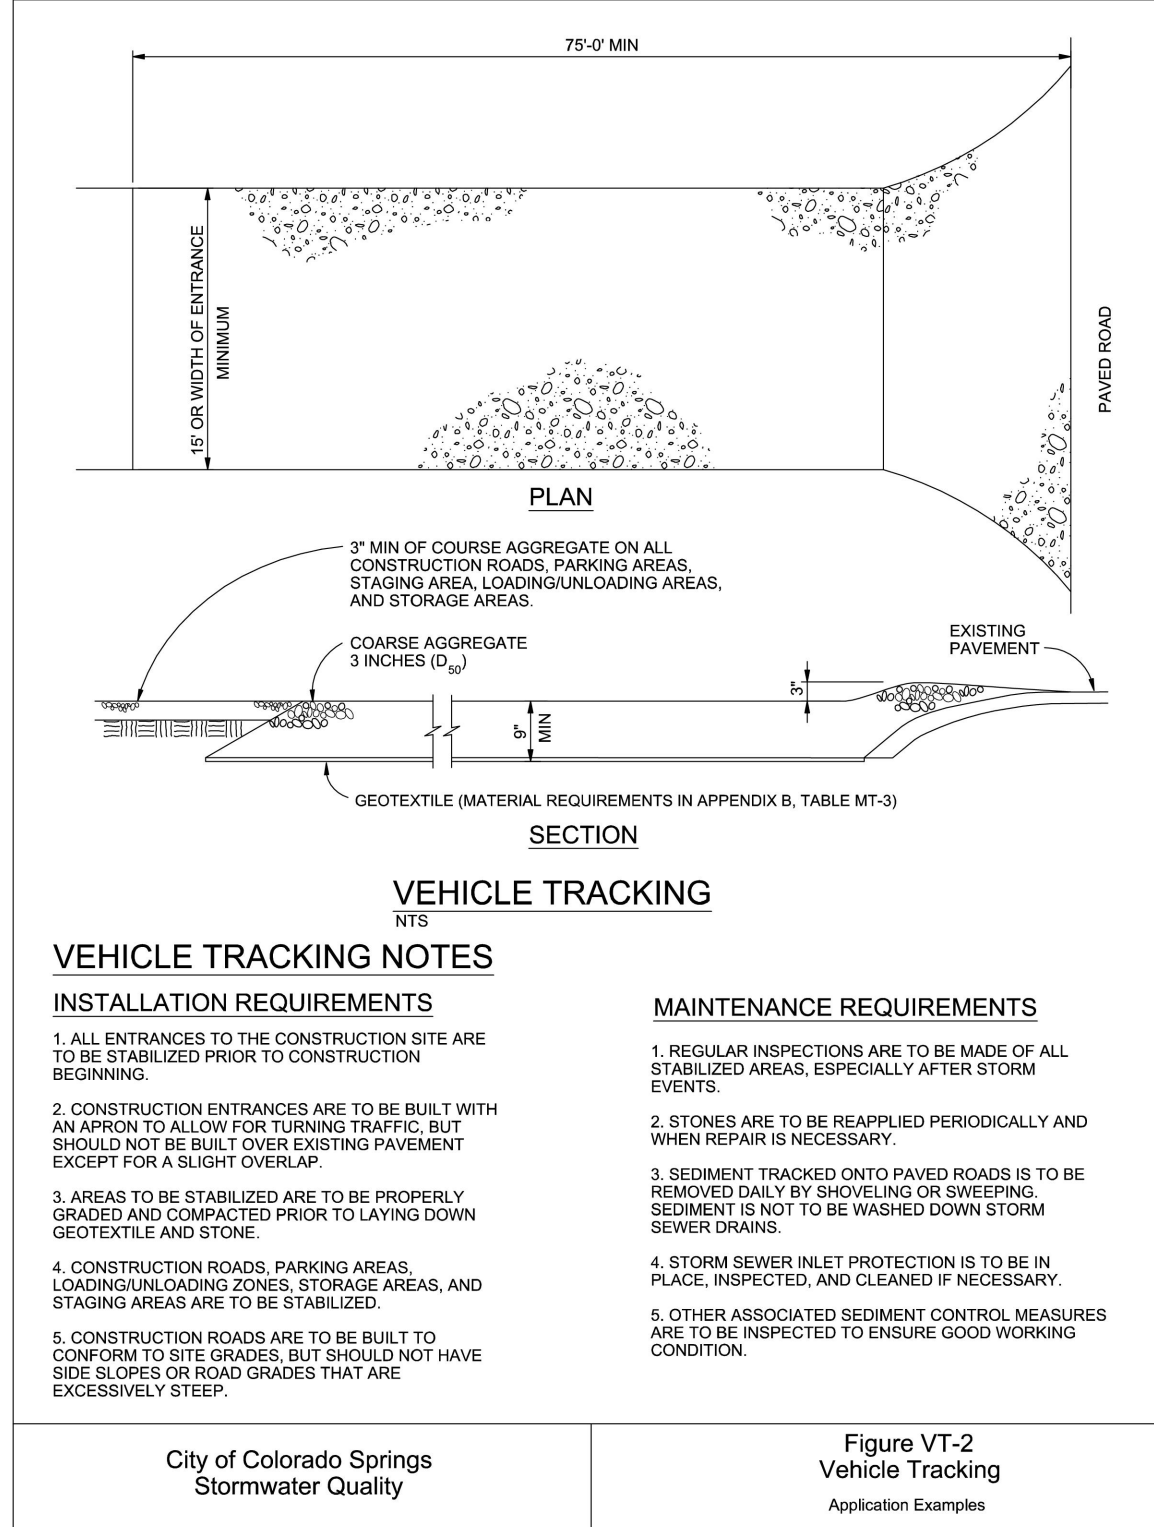 75'-0' MIN
15' OR WIDTH OF ENTRANCE
MINIMUM
PAVED ROAD
PLAN
3" MIN OF COURSE AGGREGATE ON ALL
CONSTRUCTION ROADS, PARKING AREAS,
STAGING AREA, LOADING/UNLOADING AREAS,
AND STORAGE AREAS.
COARSE AGGREGATE
3 INCHES (D50)
EXISTING
PAVEMENT
3"
9"
MIN
GEOTEXTILE (MATERIAL REQUIREMENTS IN APPENDIX B, TABLE MT-3)
SECTION
VEHICLE TRACKING
NTS
VEHICLE TRACKING NOTES
INSTALLATION REQUIREMENTS
1. ALL ENTRANCES TO THE CONSTRUCTION SITE ARE
TO BE STABILIZED PRIOR TO CONSTRUCTION
BEGINNING.
2. CONSTRUCTION ENTRANCES ARE TO BE BUILT WITH
AN APRON TO ALLOW FOR TURNING TRAFFIC, BUT
SHOULD NOT BE BUILT OVER EXISTING PAVEMENT
EXCEPT FOR A SLIGHT OVERLAP.
3. AREAS TO BE STABILIZED ARE TO BE PROPERLY
GRADED AND COMPACTED PRIOR TO LAYING DOWN
GEOTEXTILE AND STONE.
4. CONSTRUCTION ROADS, PARKING AREAS,
LOADING/UNLOADING ZONES, STORAGE AREAS, AND
STAGING AREAS ARE TO BE STABILIZED.
5. CONSTRUCTION ROADS ARE TO BE BUILT TO
CONFORM TO SITE GRADES, BUT SHOULD NOT HAVE
SIDE SLOPES OR ROAD GRADES THAT ARE
EXCESSIVELY STEEP.
MAINTENANCE REQUIREMENTS
1. REGULAR INSPECTIONS ARE TO BE MADE OF ALL
STABILIZED AREAS, ESPECIALLY AFTER STORM
EVENTS.
2. STONES ARE TO BE REAPPLIED PERIODICALLY AND
WHEN REPAIR IS NECESSARY.
3. SEDIMENT TRACKED ONTO PAVED ROADS IS TO BE
REMOVED DAILY BY SHOVELING OR SWEEPING.
SEDIMENT IS NOT TO BE WASHED DOWN STORM
SEWER DRAINS.
4. STORM SEWER INLET PROTECTION IS TO BE IN
PLACE, INSPECTED, AND CLEANED IF NECESSARY.
5. OTHER ASSOCIATED SEDIMENT CONTROL MEASURES
ARE TO BE INSPECTED TO ENSURE GOOD WORKING
CONDITION.
City of Colorado Springs
Stormwater Quality
Figure VT-2
Vehicle Tracking
Application Examples